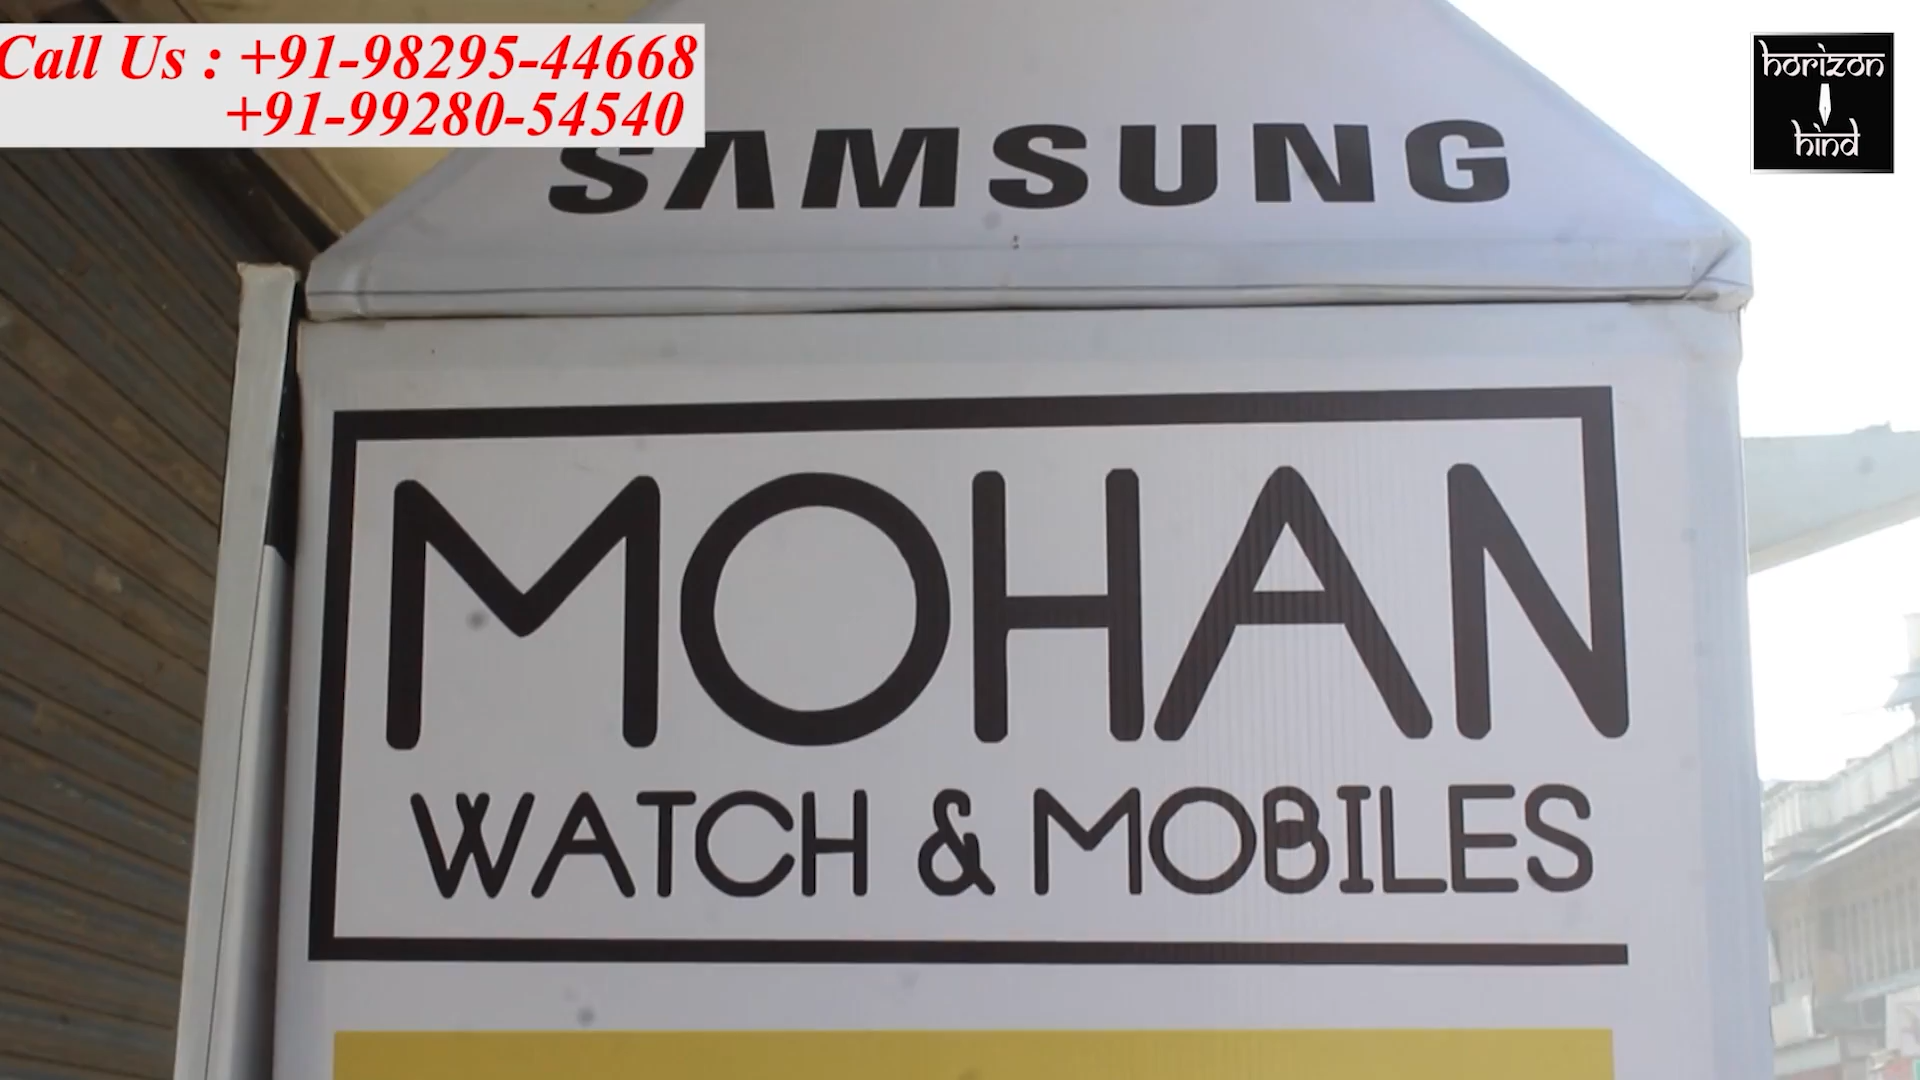 Call Us : +91-98295-44668
+91-99280-54540
horizon
hind
SAMSUNG
MOHAN
WATCH & MOBILES